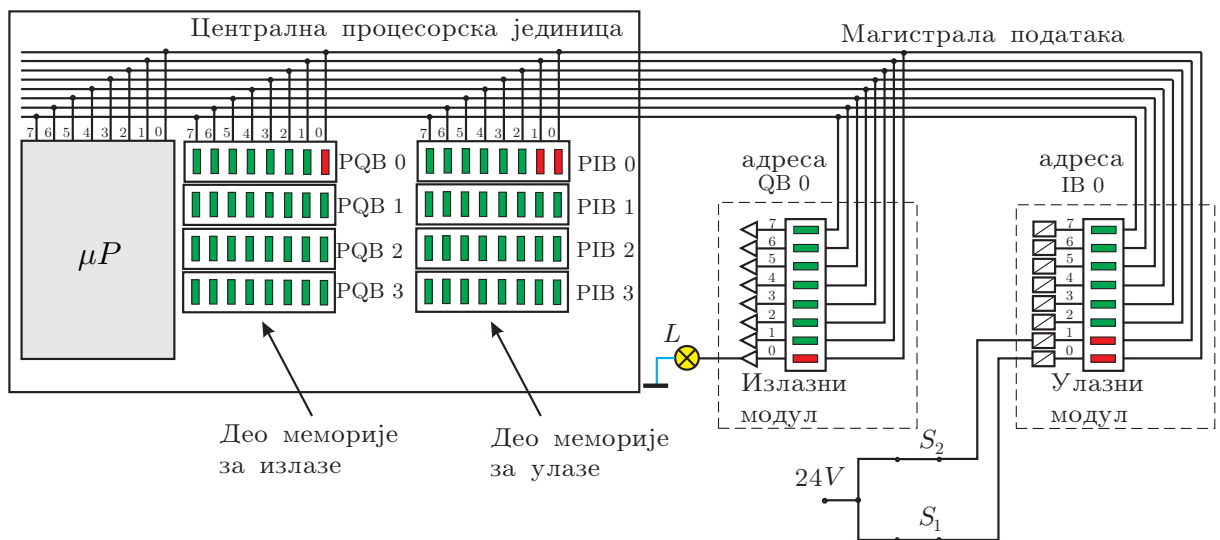 Централна процесорска јединица
Магистрала података
7 6 5 4 3 2 1 0
7 6 5 4 3 2 1 0
7 6 5 4 3 2 1 0
μP
PQB 0
PQB 1
PQB 2
PQB 3
PIB 0
PIB 1
PIB 2
PIB 3
Део меморије
за излазе
Део меморије
за улазе
адреса
QB 0
7
6
5
4
3
2
1
0
L
Излазни
модул
адреса
IB 0
7
6
5
4
3
2
1
0
Улазни
модул
S2
24V
S1